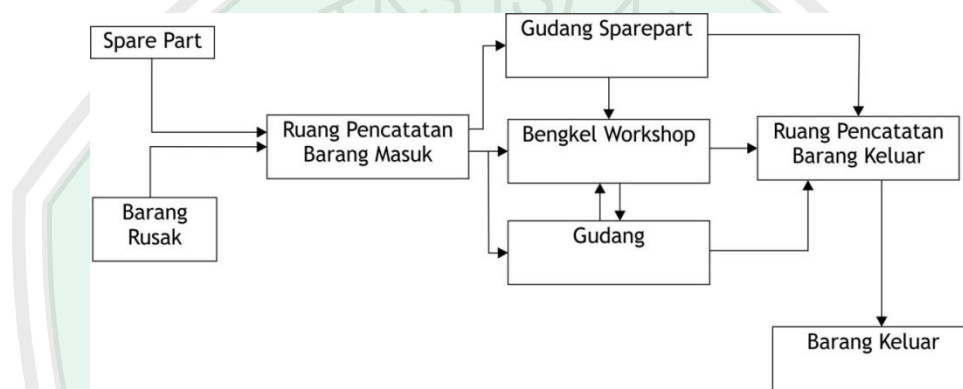 Spare Part
Gudang Sparepart
Ruang Pencatatan
Barang Masuk
Bengkel Workshop
Ruang Pencatatan
Barang Keluar
Barang
Rusak
Gudang
Barang Keluar